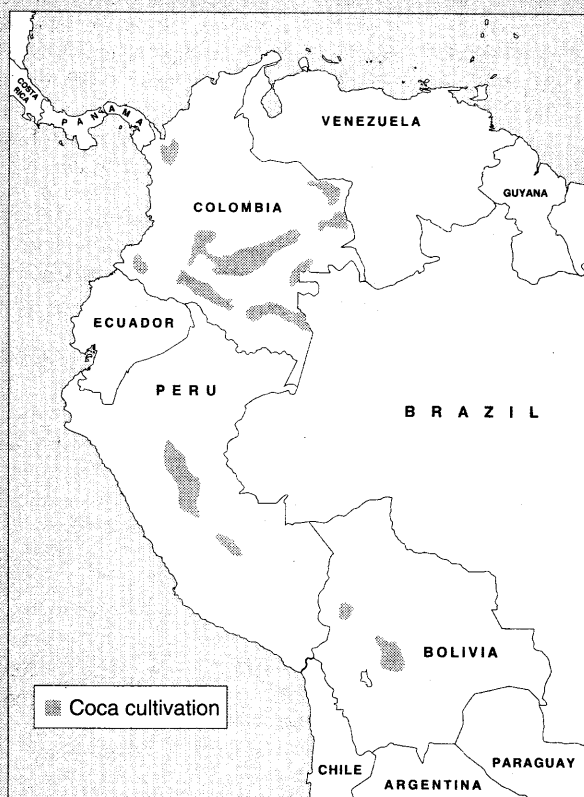 COSTA
RICA
PANAMA
VENEZUELA
GUYANA
COLOMBIA
ECUADOR
PERU
BRAZIL
BOLIVIA
Coca cultivation
CHILE
PARAGUAY
ARGENTINA